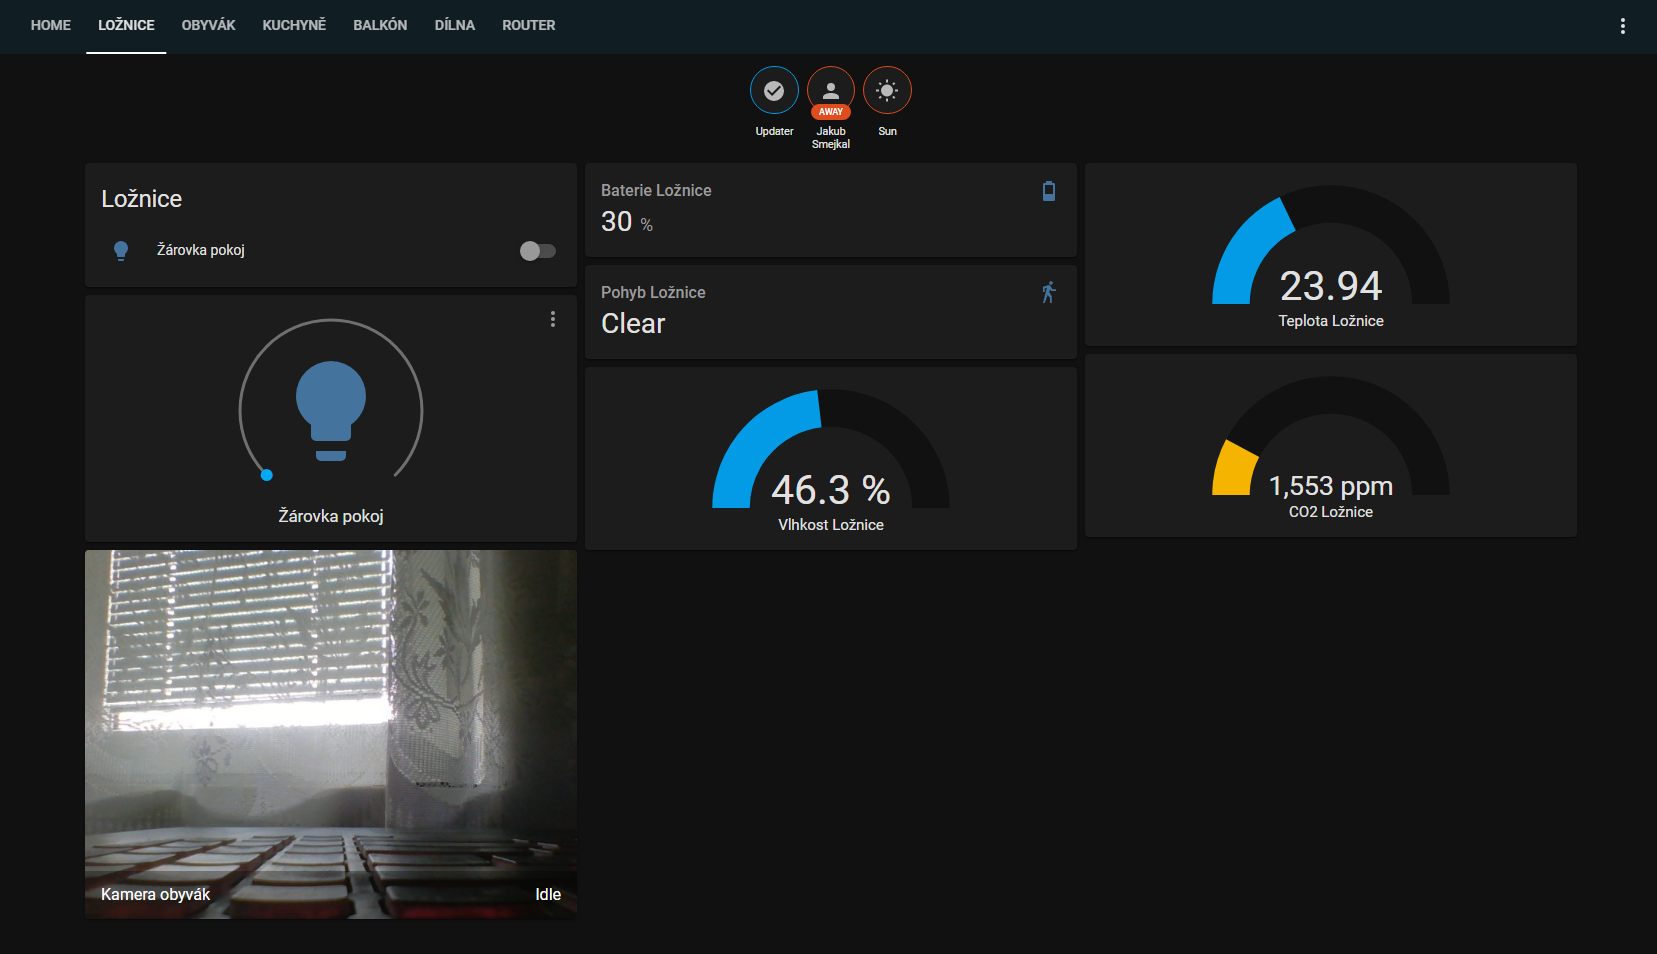 HOME LOŽNICE OBYVÁK KUCHYNĚ BALKÓN DÍLNA ROUTER
AWAY
Updater
Jakub
Smejkal
Sun
Ložnice
Žárovka pokoj
Žárovka pokoj
Kamera obyvák
Idle
Baterie Ložnice
30 %
Pohyb Ložnice
Clear
46.3 %
Vlhkost Ložnice
23.94
Teplota Ložnice
1,553 ppm
CO2 Ložnice